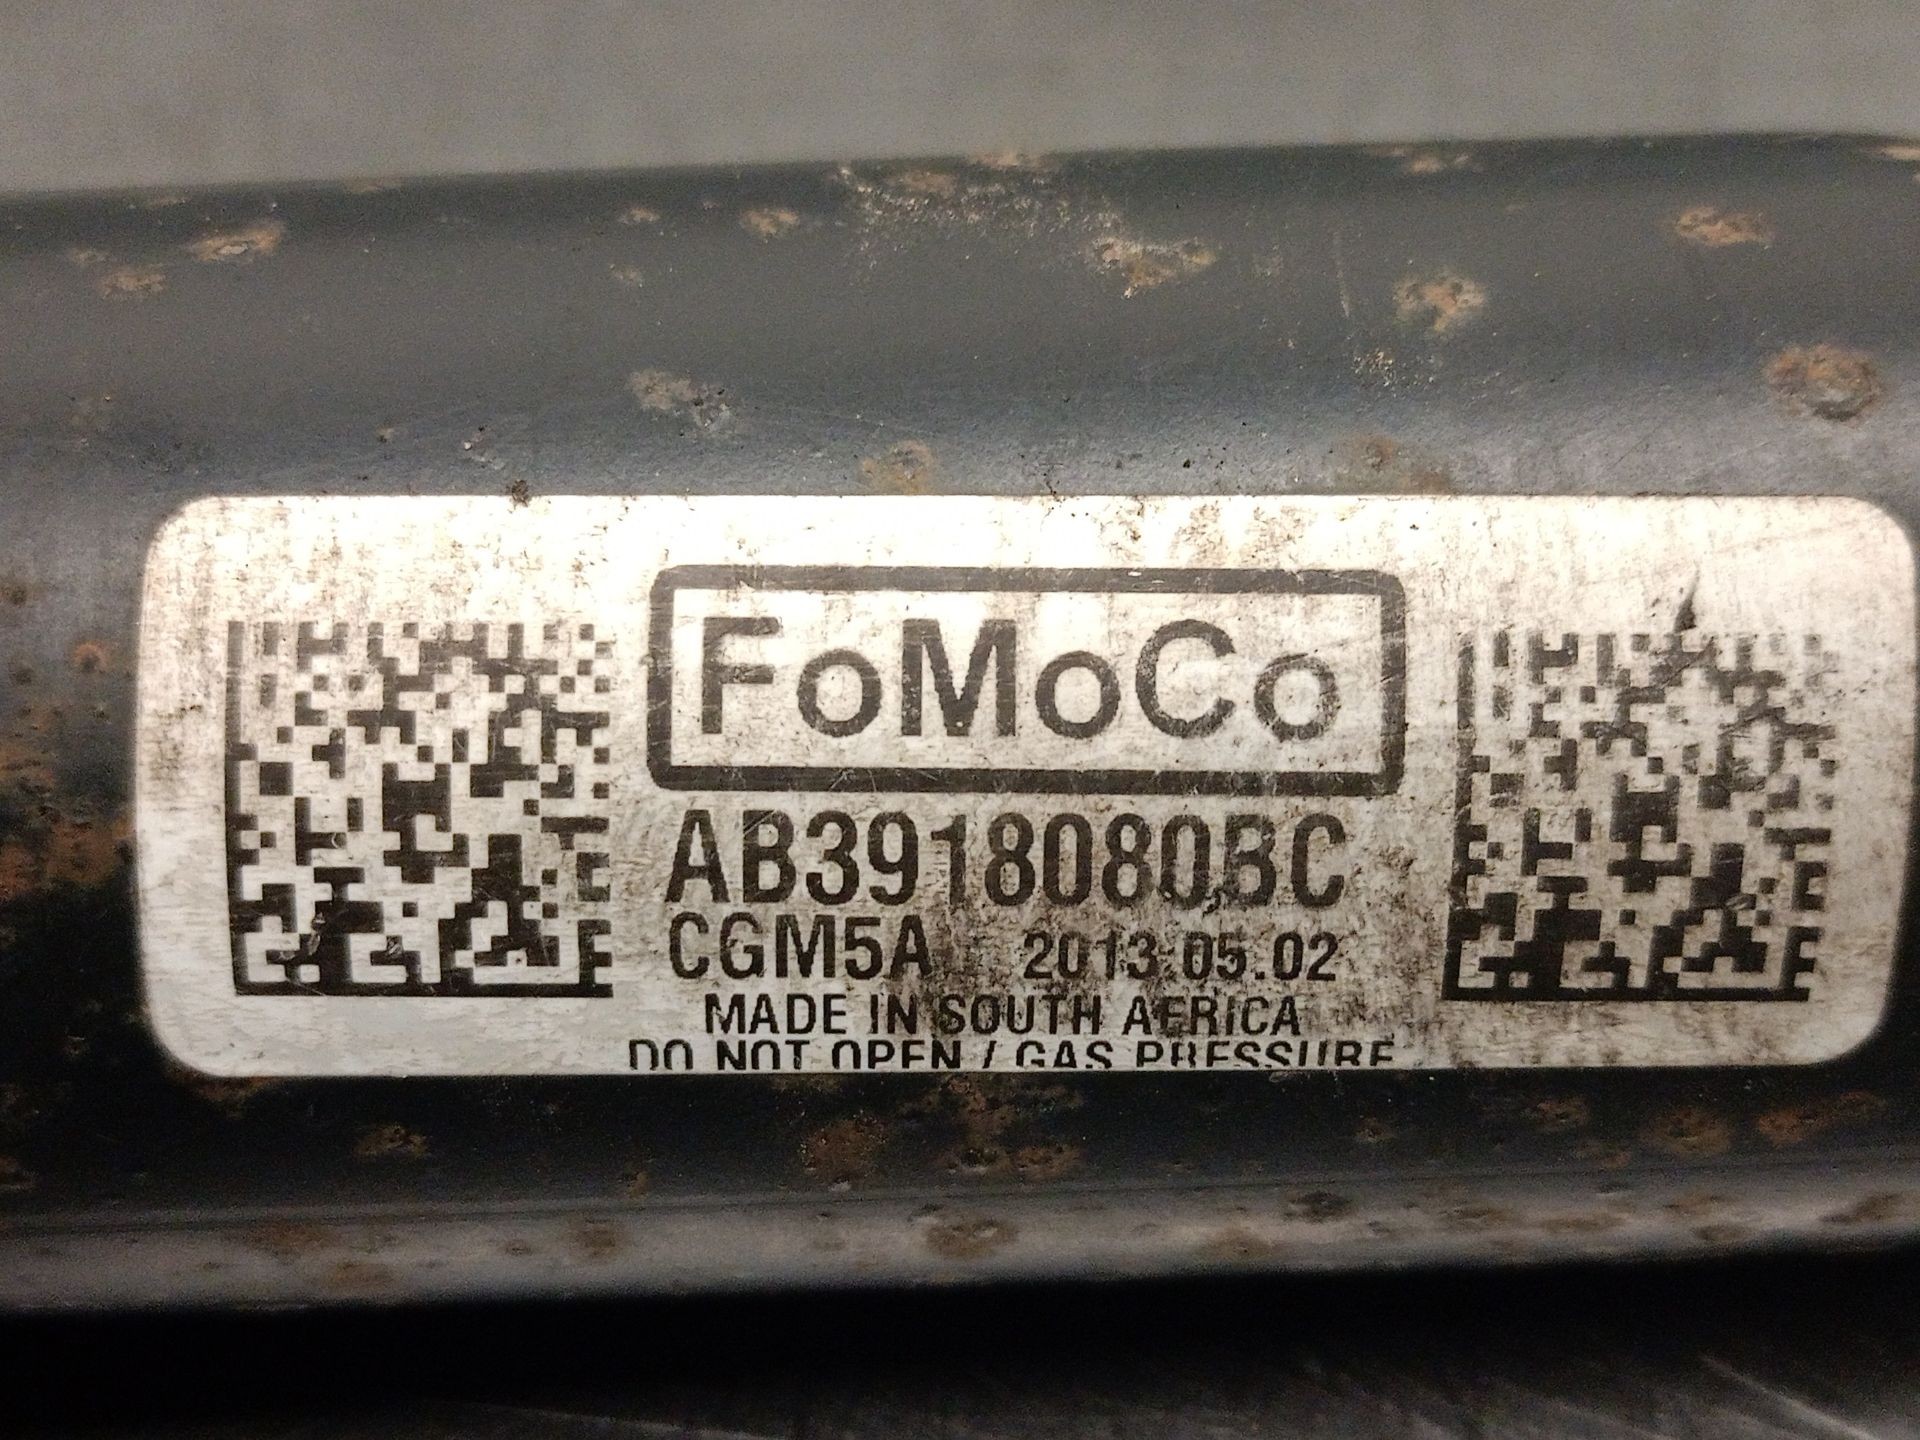 FoMoCo
AB3918080BC
CGM5A 2013.05.02
MADE IN SOUTH AFRICA
DO NOT OPEN / GAS PRESSURE